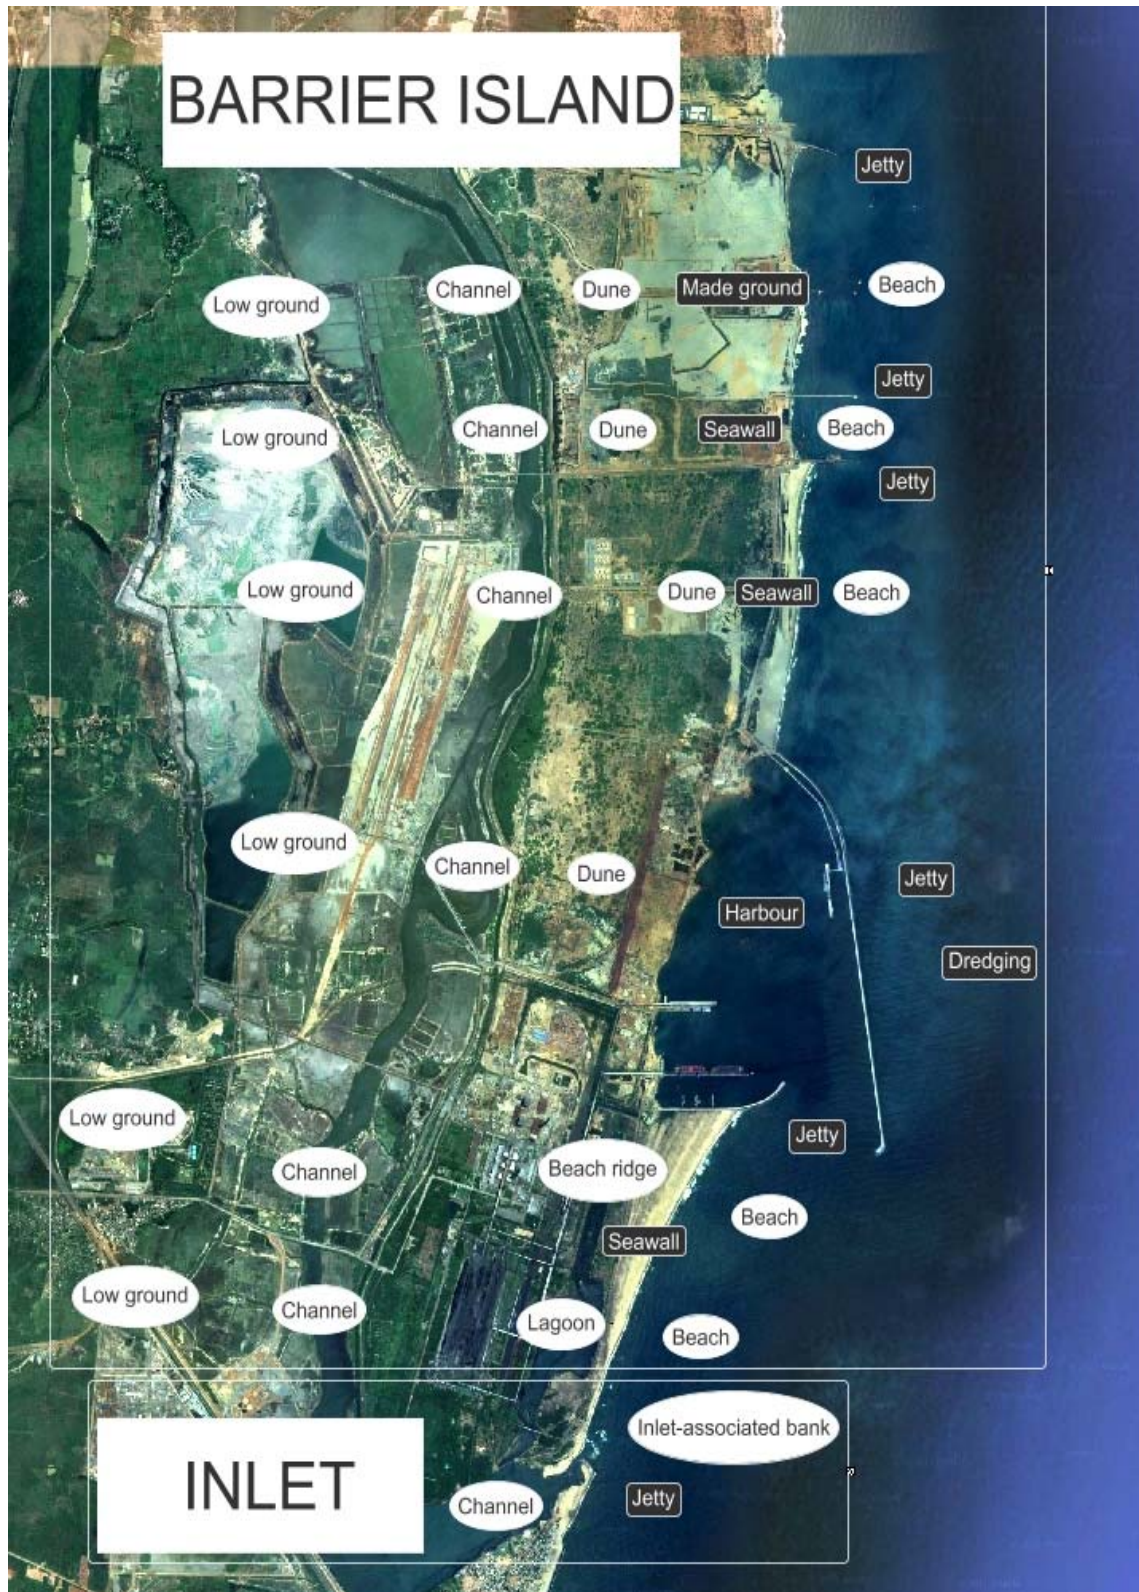 BARRIER ISLAND
Jetty
Low ground
Channel
Dune
Made ground
Beach
Jetty
Low ground
Channel
Dune
Seawall
Beach
Jetty
Low ground
Channel
Dune
Seawall
Beach
Low ground
Channel
Dune
Jetty
Harbour
Dredging
Low ground
Jetty
Channel
Beach ridge
Beach
Seawall
Low ground
Channel
Lagoon
Beach
Inlet-associated bank
INLET
Channel
Jetty